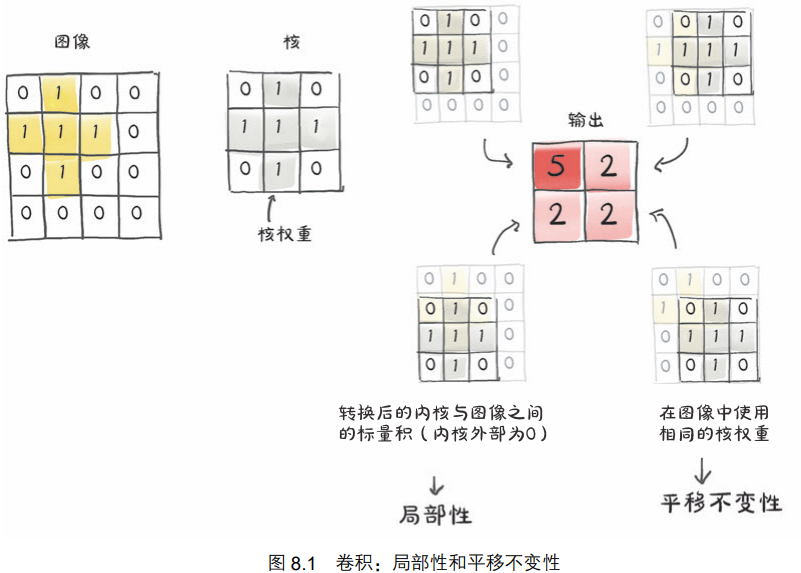 图像
0 1 0 0
1 1 1 0
0 1 0 0
0 0 0 0
核
0 1 0
1 1 1
0 1 0
核权重
0 1 0 0
1 1 1 0
0 1 0 0
0 0 0 0
0 0 1 0
1 1 1 1
0 0 1 0
0 0 0 0
输出
5 2
2 2
0 1 0 0
0 1 0 0
1 1 1 0
0 1 0 0
0 1 0 0
1 0 1 0
0 1 1 1
0 0 1 0
转换后的内核与图像之间
的标量积（内核外部为0）
局部性
在图像中使用
相同的核权重
平移不变性
图 8.1 卷积：局部性和平移不变性